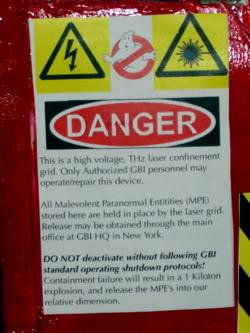 DANGER
This is a high voltage, THz laser confinement
grid. Only Authorized GBI personnel may
operate/repair this device.
All Malevolent Paranormal Entitities (MPE)
stored here are held in place by the laser grid.
Release may be obtained through the main
office at GBI HQ in New York.
DO NOT deactivate without following GBI
standard operating shutdown protocols!
Containment failure will result in a 1 Kiloton
explosion, and release the MPE's into our
relative dimension.